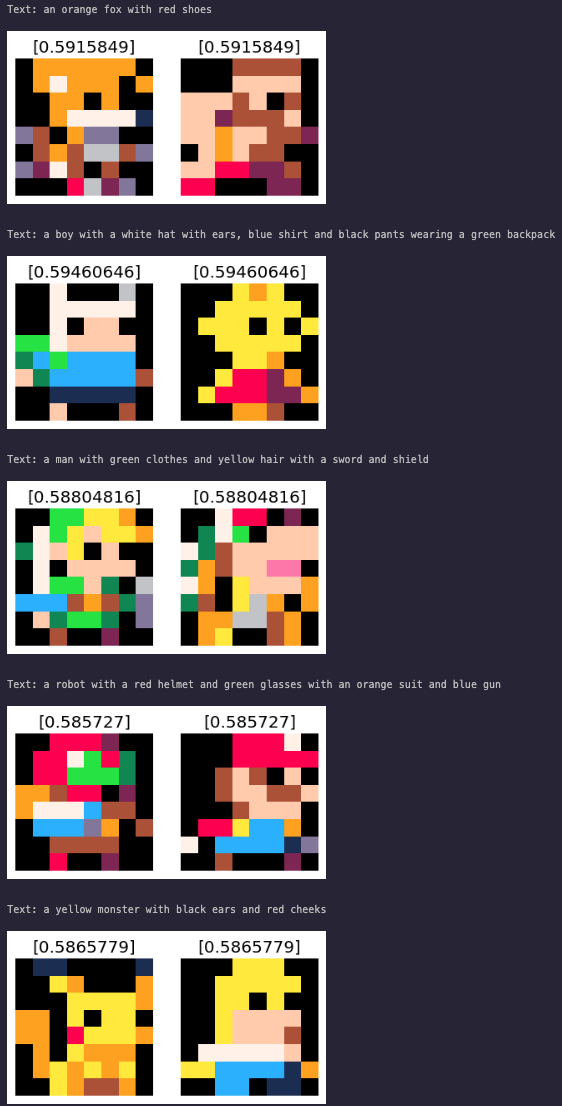 Text: an orange fox with red shoes
[0.5915849] [0.5915849]
Text: a boy with a white hat with ears, blue shirt and black pants wearing a green backpack
[0.59460646] [0.59460646]
Text: a man with green clothes and yellow hair with a sword and shield
[0.58804816] [0.58804816]
Text: a robot with a red helmet and green glasses with an orange suit and blue gun
[0.585727] [0.585727]
Text: a yellow monster with black ears and red cheeks
[0.5865779] [0.5865779]